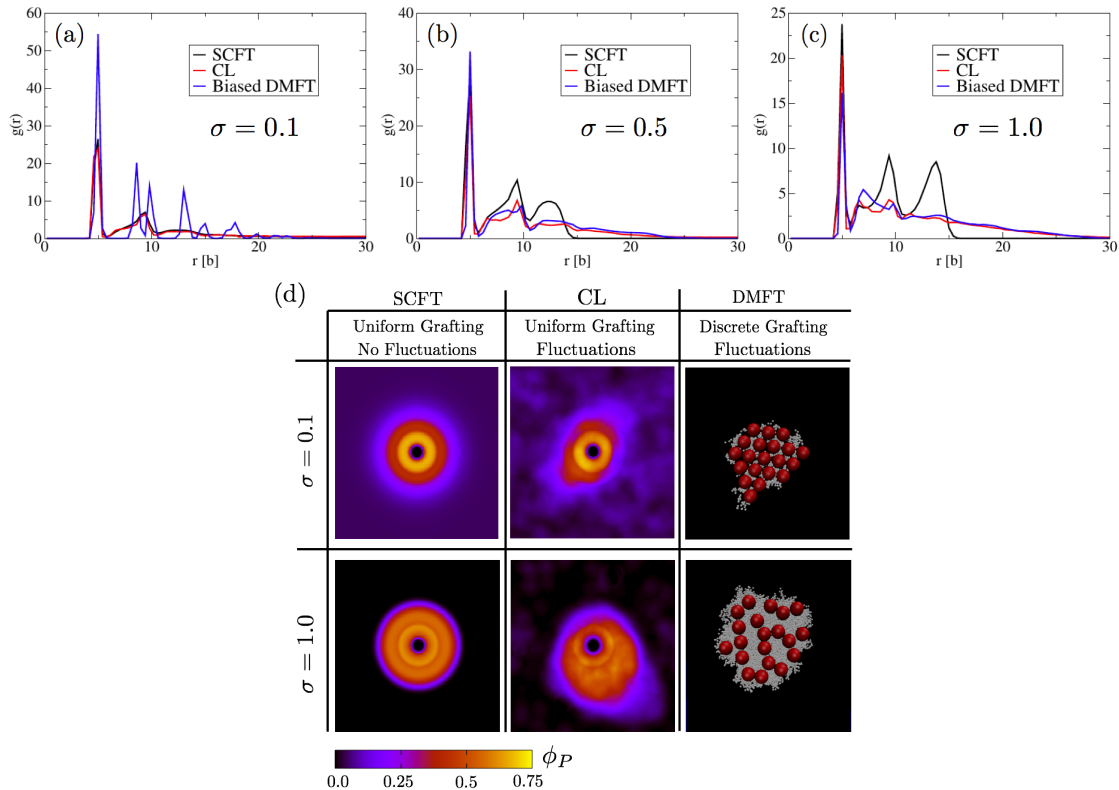 (a)
SCFT
CL
Biased DMFT
σ = 0.1
g(r)
60
50
40
30
20
10
0
0
10
20
30
r [b]
(b)
SCFT
CL
Biased DMFT
σ = 0.5
g(r)
40
30
20
10
0
0
10
20
30
r [b]
(c)
SCFT
CL
Biased DMFT
σ = 1.0
g(r)
25
20
15
10
5
0
0
10
20
30
r [b]
(d)
SCFT CL DMFT
Uniform Grafting Uniform Grafting Discrete Grafting
No Fluctuations Fluctuations Fluctuations
σ = 0.1
σ = 1.0
ϕP
0.0 0.25 0.5 0.75